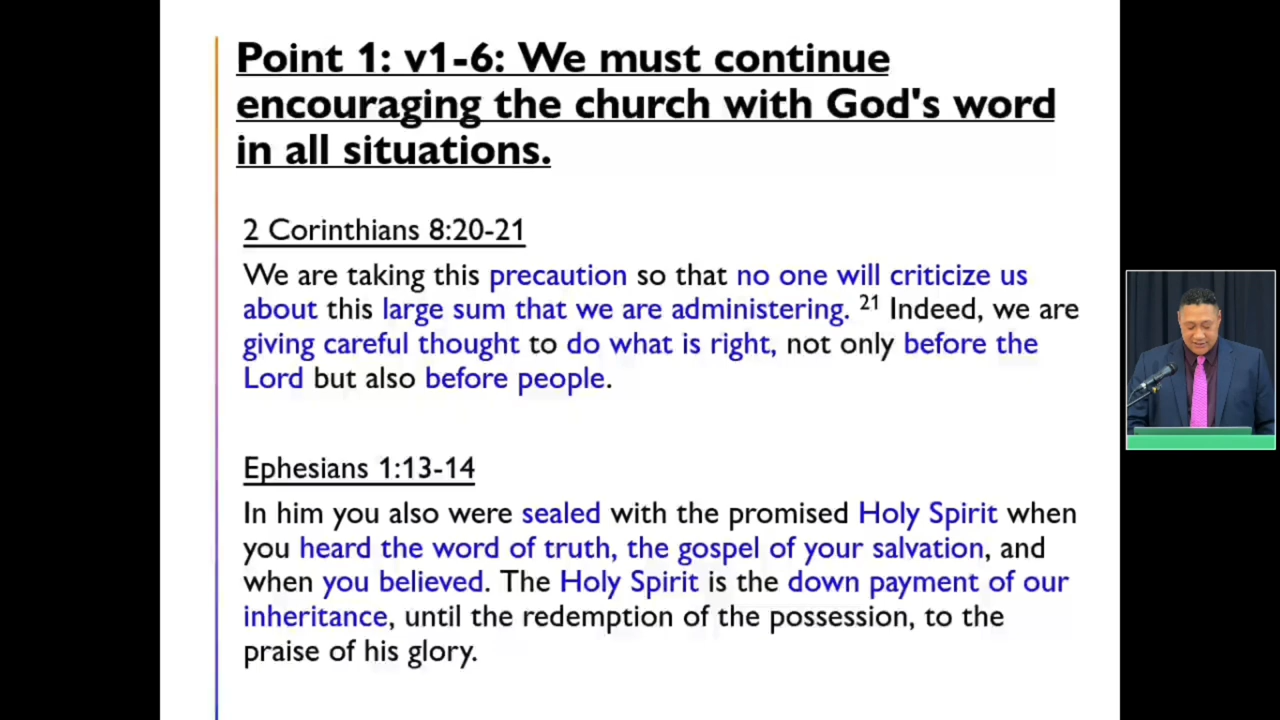 Point 1: v1-6: We must continue
encouraging the church with God's word
in all situations.
2 Corinthians 8:20-21
We are taking this precaution so that no one will criticize us
about this large sum that we are administering. 21 Indeed, we are
giving careful thought to do what is right, not only before the
Lord but also before people.
Ephesians 1:13-14
In him you also were sealed with the promised Holy Spirit when
you heard the word of truth, the gospel of your salvation, and
when you believed. The Holy Spirit is the down payment of our
inheritance, until the redemption of the possession, to the
praise of his glory.